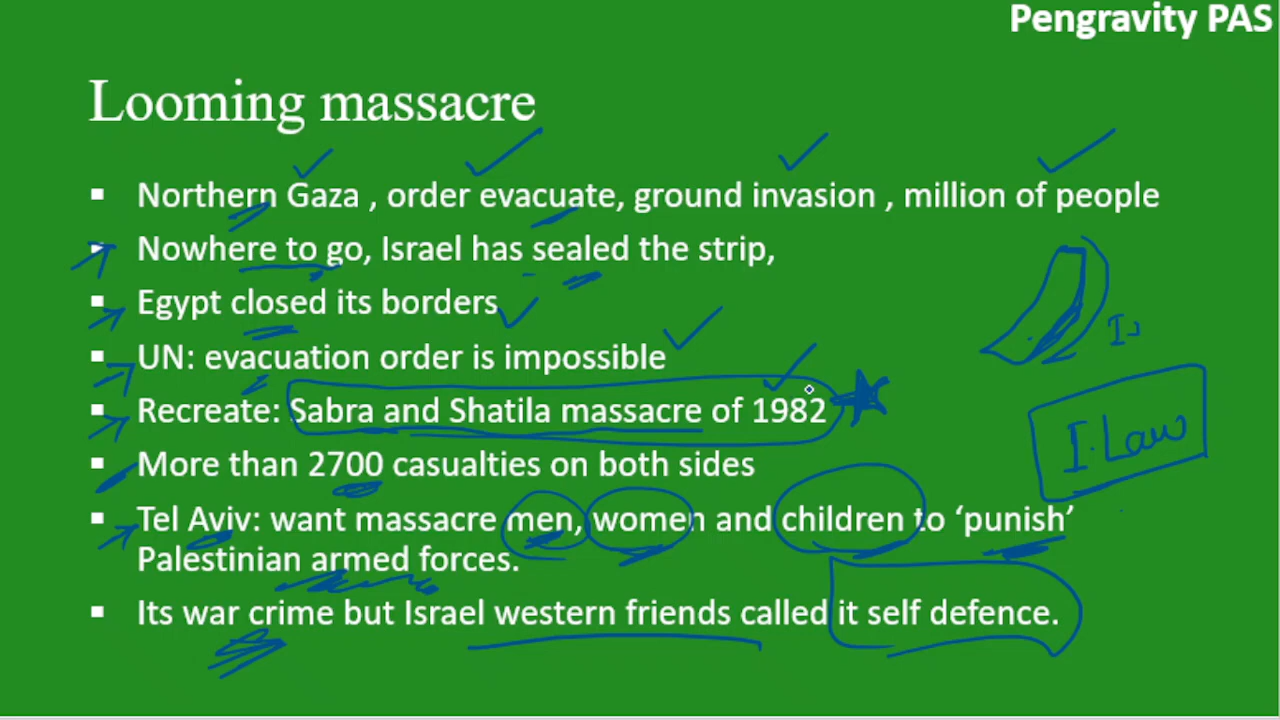 Pengravity PAS
Looming massacre
▪ Northern Gaza , order evacuate, ground invasion , million of people
▪ Nowhere to go, Israel has sealed the strip,
▪ Egypt closed its borders
▪ UN: evacuation order is impossible
▪ Recreate: Sabra and Shatila massacre of 1982
▪ More than 2700 casualties on both sides
▪ Tel Aviv: want massacre men, women and children to ‘punish’
Palestinian armed forces.
▪ Its war crime but Israel western friends called it self defence.
I. Law